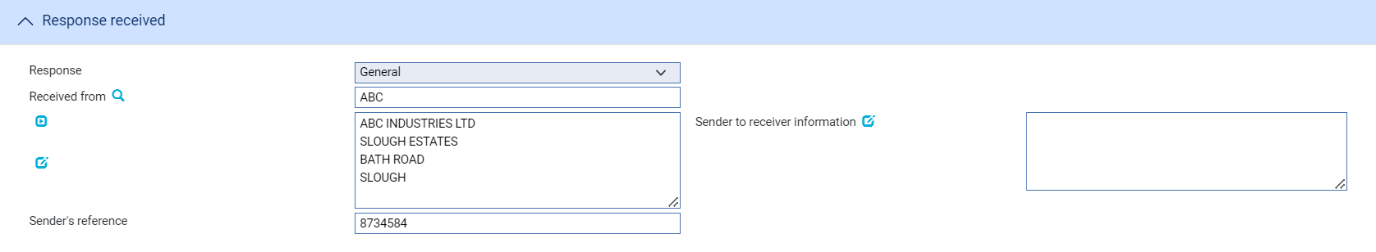 Response received
Response
General
Received from
ABC
ABC INDUSTRIES LTD
SLOUGH ESTATES
BATH ROAD
SLOUGH
Sender to receiver information
Sender's reference
8734584